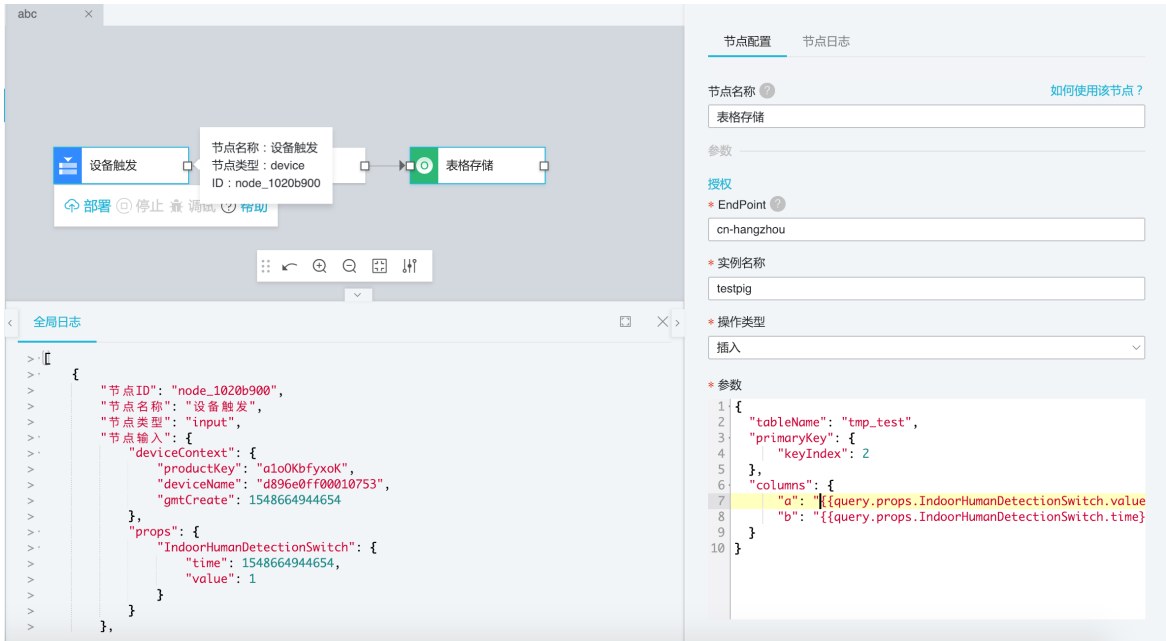 abc
设备触发
节点名称：设备触发
节点类型：device
ID：node_1020b900
表格存储
部署 停止 调试 帮助
全局日志
[
{
"节点ID": "node_1020b900",
"节点名称": "设备触发",
"节点类型": "input",
"节点输入": {
"deviceContext": {
"productKey": "a1oOKbfyxoK",
"deviceName": "d896e0ff00010753",
"gmtCreate": 1548664944654
},
"props": {
"IndoorHumanDetectionSwitch": {
"time": 1548664944654,
"value": 1
}
}
},
节点配置 节点日志
节点名称 ? 如何使用该节点？
表格存储
参数
授权
* EndPoint ?
cn-hangzhou
* 实例名称
testpig
* 操作类型
插入
* 参数
1 {
2 "tableName": "tmp_test",
3 "primaryKey": {
4 "keyIndex": 2
5 },
6 "columns": {
7 "a": "{{query.props.IndoorHumanDetectionSwitch.value
8 "b": "{{query.props.IndoorHumanDetectionSwitch.time}
9 }
10 }